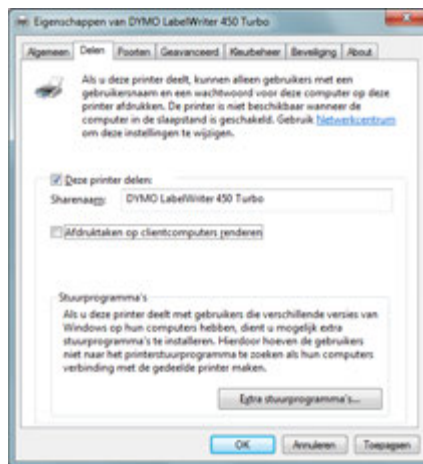 Eigenschappen van DYMO LabelWriter 450 Turbo
Algemeen Delen Poorten Geavanceerd Kleurbeheer Beveiliging About
Als u deze printer deelt, kunnen alleen gebruikers met een
gebruikersnaam en een wachtwoord voor deze computer op deze
printer afdrukken. De printer is niet beschikbaar wanneer de
computer in de slaapstand is geschakeld. Gebruik Netwerkcentrum
om deze instellingen te wijzigen.
Deze printer delen:
Sharenaam: DYMO LabelWriter 450 Turbo
Afdruktaken op clientcomputers renderen
Stuurprogramma's
Als u deze printer deelt met gebruikers die verschillende versies van
Windows op hun computers hebben, dient u mogelijk extra
stuurprogramma's te installeren. Hierdoor hoeven de gebruikers
niet naar het printerstuurprogramma te zoeken als hun computers
verbinding met de gedeelde printer maken.
Extra stuurprogramma's...
OK Annuleren Toepassen